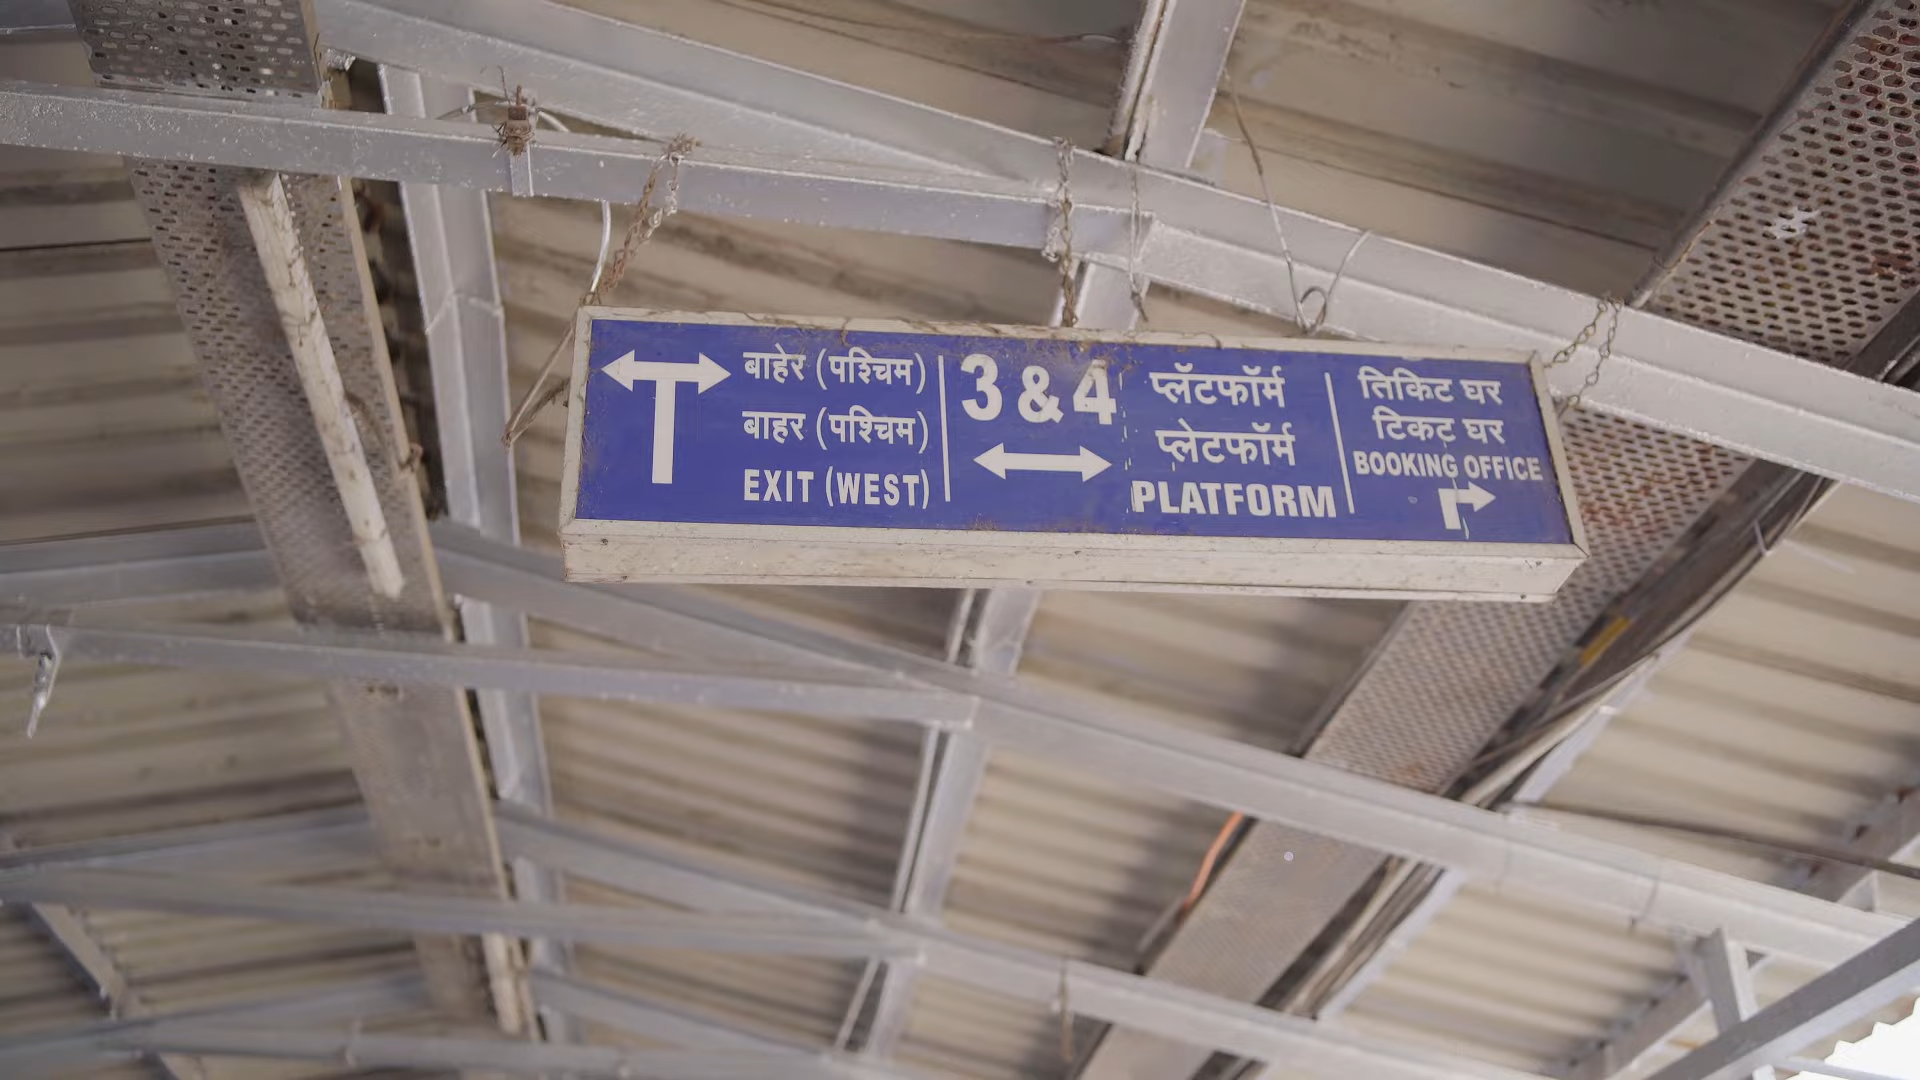 बाहेर (पश्चिम)
बाहर (पश्चिम)
EXIT (WEST)
3 & 4
प्लॅटफॉर्म
प्लेटफॉर्म
PLATFORM
तिकिट घर
टिकट घर
BOOKING OFFICE